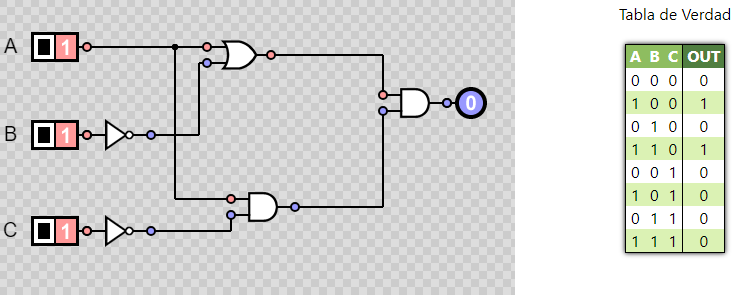 Tabla de Verdad
A 1
B 1
C 1
0
A B C OUT
0 0 0 0
1 0 0 1
0 1 0 0
1 1 0 1
0 0 1 0
1 0 1 0
0 1 1 0
1 1 1 0